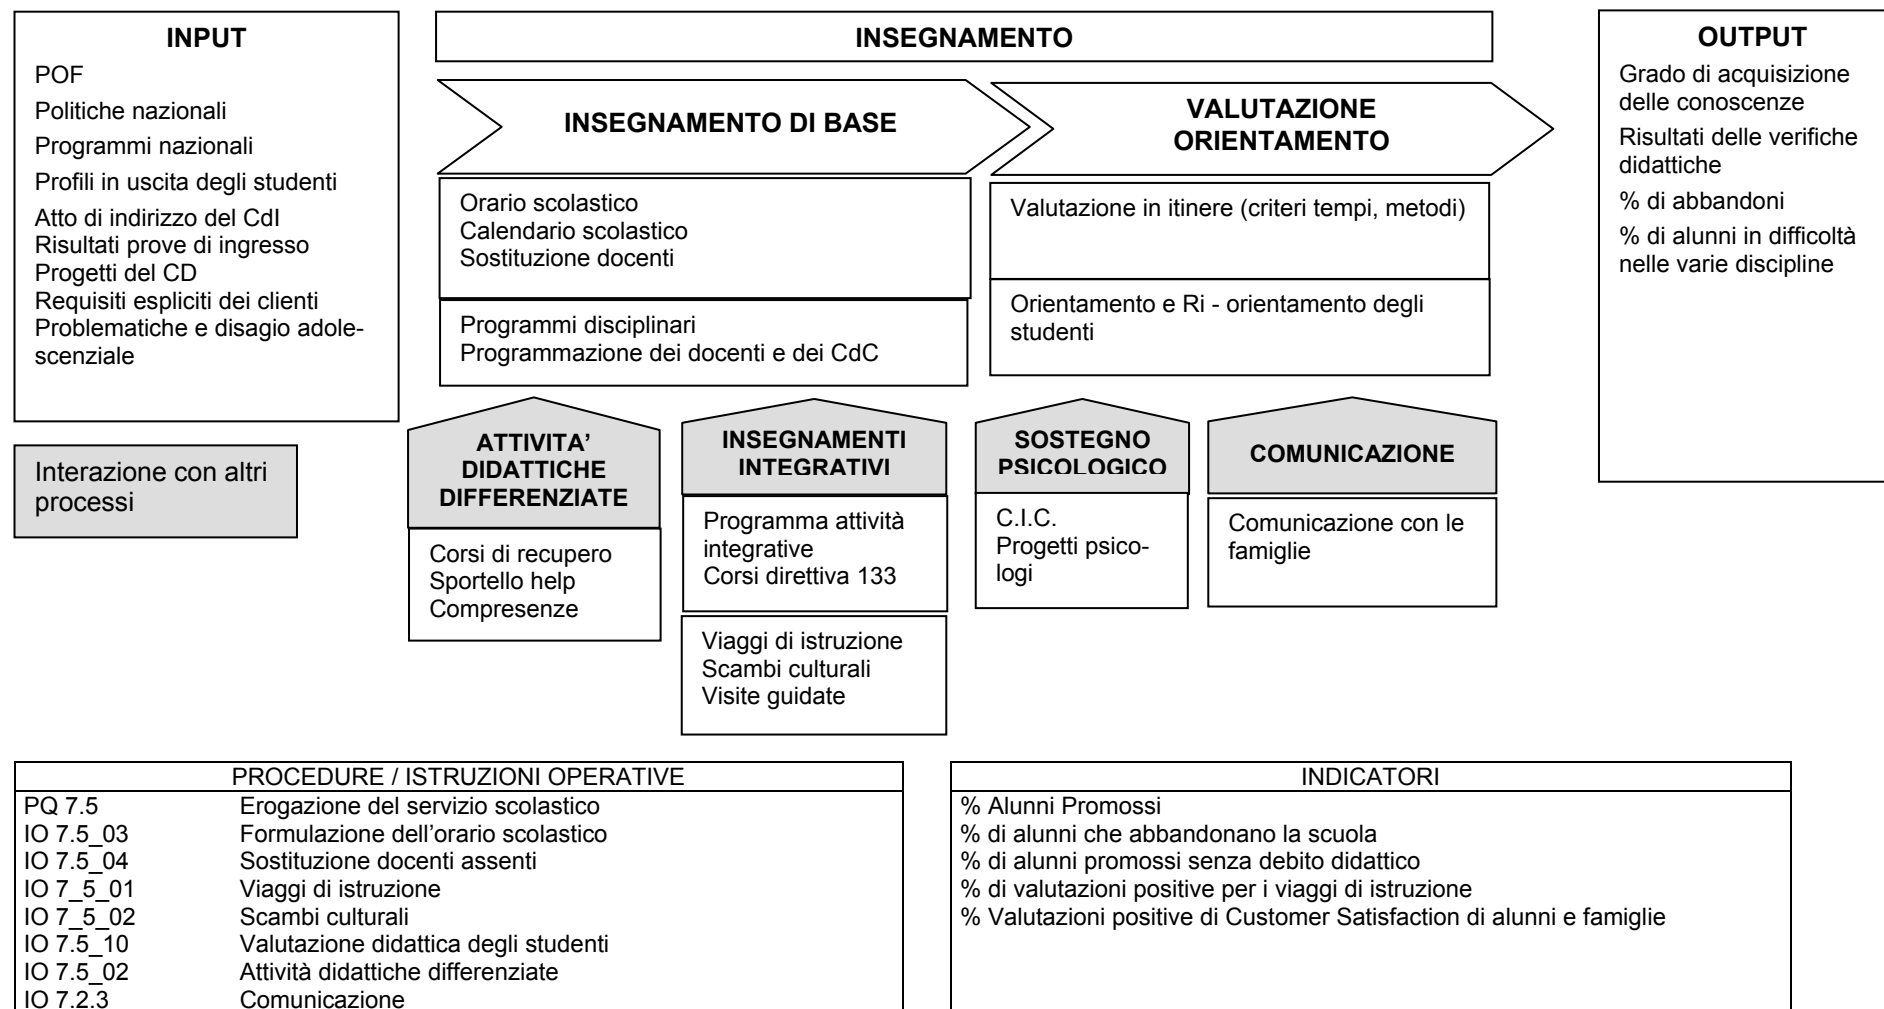 INPUT
POF
Politiche nazionali
Programmi nazionali
Profili in uscita degli studenti
Atto di indirizzo del CdI
Risultati prove di ingresso
Progetti del CD
Requisiti espliciti dei clienti
Problematiche e disagio adole-
scenziale
Interazione con altri
processi
INSEGNAMENTO
INSEGNAMENTO DI BASE
Orario scolastico
Calendario scolastico
Sostituzione docenti
Programmi disciplinari
Programmazione dei docenti e dei CdC
VALUTAZIONE
ORIENTAMENTO
Valutazione in itinere (criteri tempi, metodi)
Orientamento e Ri - orientamento degli
studenti
OUTPUT
Grado di acquisizione
delle conoscenze
Risultati delle verifiche
didattiche
% di abbandoni
% di alunni in difficoltà
nelle varie discipline
ATTIVITA’
DIDATTICHE
DIFFERENZIATE
Corsi di recupero
Sportello help
Compresenze
INSEGNAMENTI
INTEGRATIVI
Programma attività
integrative
Corsi direttiva 133
Viaggi di istruzione
Scambi culturali
Visite guidate
SOSTEGNO
PSICOLOGICO
C.I.C.
Progetti psico-
logi
COMUNICAZIONE
Comunicazione con le
famiglie
PROCEDURE / ISTRUZIONI OPERATIVE
PQ 7.5 Erogazione del servizio scolastico
IO 7.5_03 Formulazione dell’orario scolastico
IO 7.5_04 Sostituzione docenti assenti
IO 7_5_01 Viaggi di istruzione
IO 7_5_02 Scambi culturali
IO 7.5_10 Valutazione didattica degli studenti
IO 7.5_02 Attività didattiche differenziate
IO 7.2.3 Comunicazione
INDICATORI
% Alunni Promossi
% di alunni che abbandonano la scuola
% di alunni promossi senza debito didattico
% di valutazioni positive per i viaggi di istruzione
% Valutazioni positive di Customer Satisfaction di alunni e famiglie